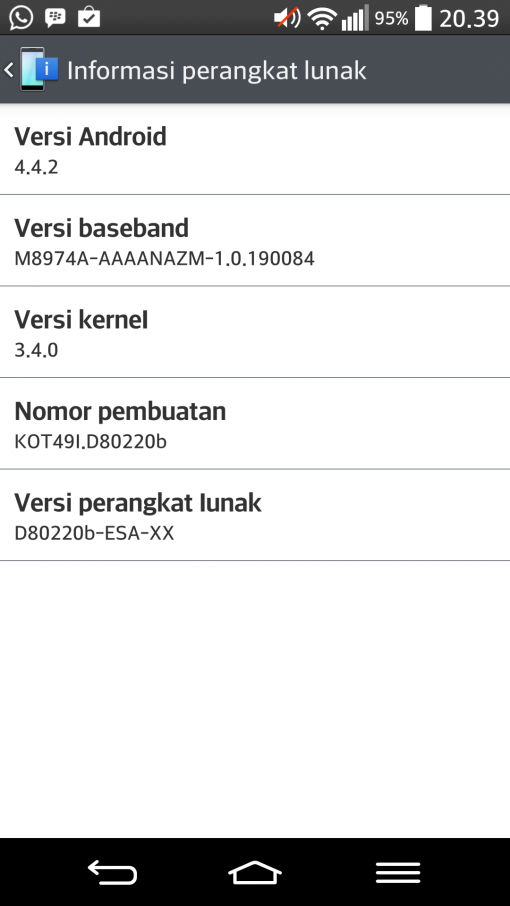 95% 20.39
Informasi perangkat lunak
Versi Android
4.4.2
Versi baseband
M8974A-AAAANAZM-1.0.190084
Versi kernel
3.4.0
Nomor pembuatan
KOT49I.D80220b
Versi perangkat lunak
D80220b-ESA-XX